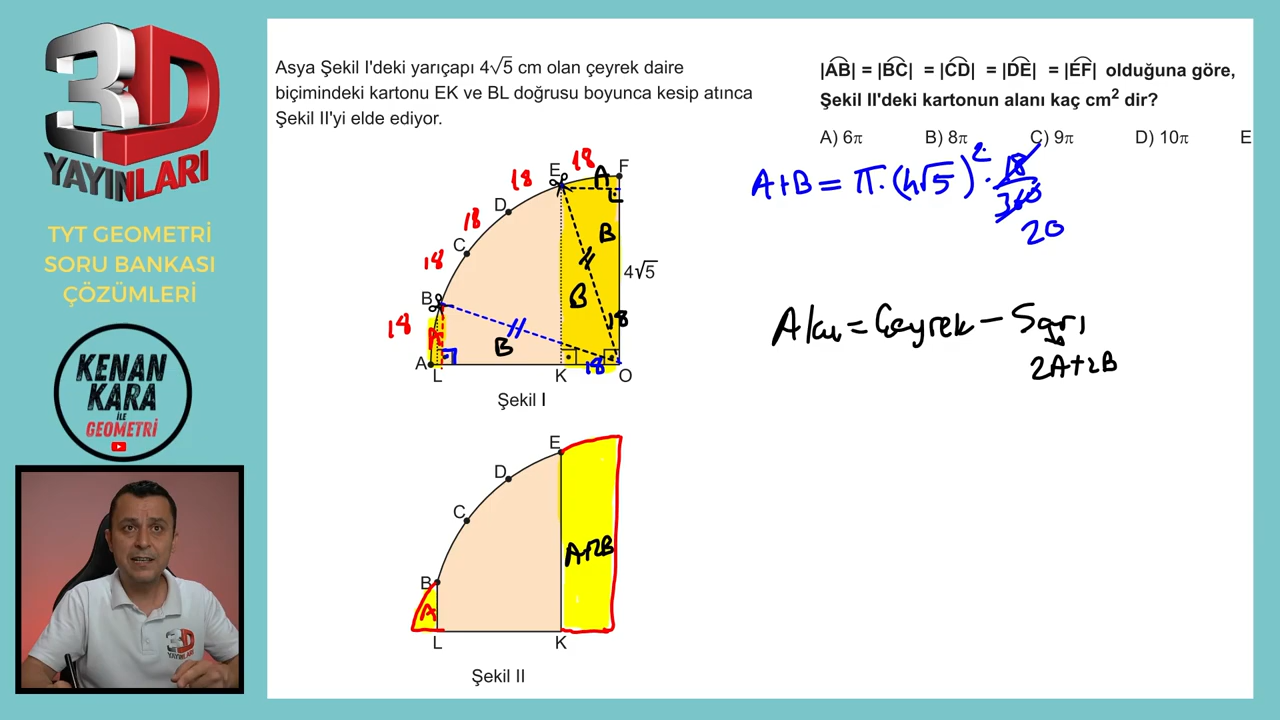 3D
YAYINLARI
TYT GEOMETRİ
SORU BANKASI
ÇÖZÜMLERİ
KENAN
KARA
İLE
GEOMETRİ
3D
YAYINLARI
Asya Şekil I'deki yarıçapı 4√5 cm olan çeyrek daire
biçimindeki kartonu EK ve BL doğrusu boyunca kesip atınca
Şekil II'yi elde ediyor.
18 18 18 18 18
A B C D E F
A A B B B
4√5
18 18
L K O
Şekil I
B C D E
A A+2B
L K
Şekil II
|AB| = |BC| = |CD| = |DE| = |EF| olduğuna göre,
Şekil II'deki kartonun alanı kaç cm² dir?
A) 6π B) 8π C) 9π D) 10π E
A+B = π.(4√5)². 18/360
20
Alan = Çeyrek - Sarı
2A+2B